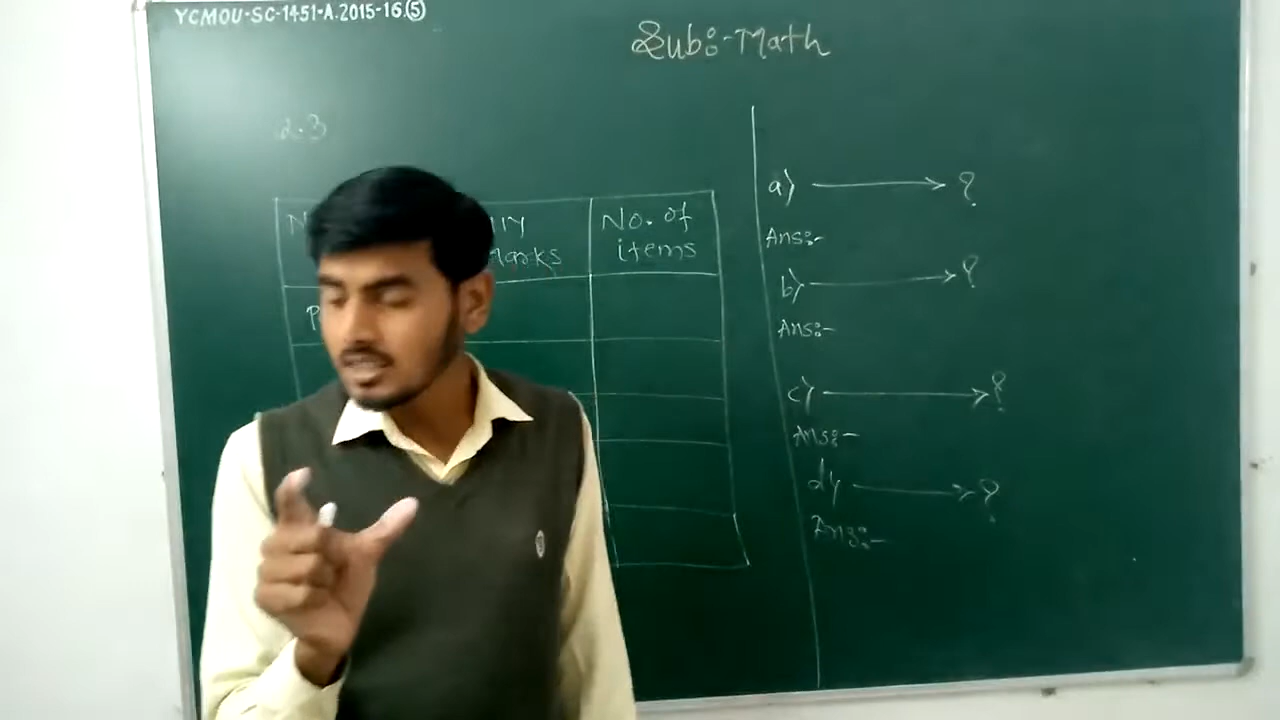 YCMOU-SC-1451-A.2015-16.(5)
Sub:-Math
2.3
No. of
items
a) → ?
Ans:-
b) → ?
Ans:-
c) → ?
Ans:-
d) → ?
Ans:-